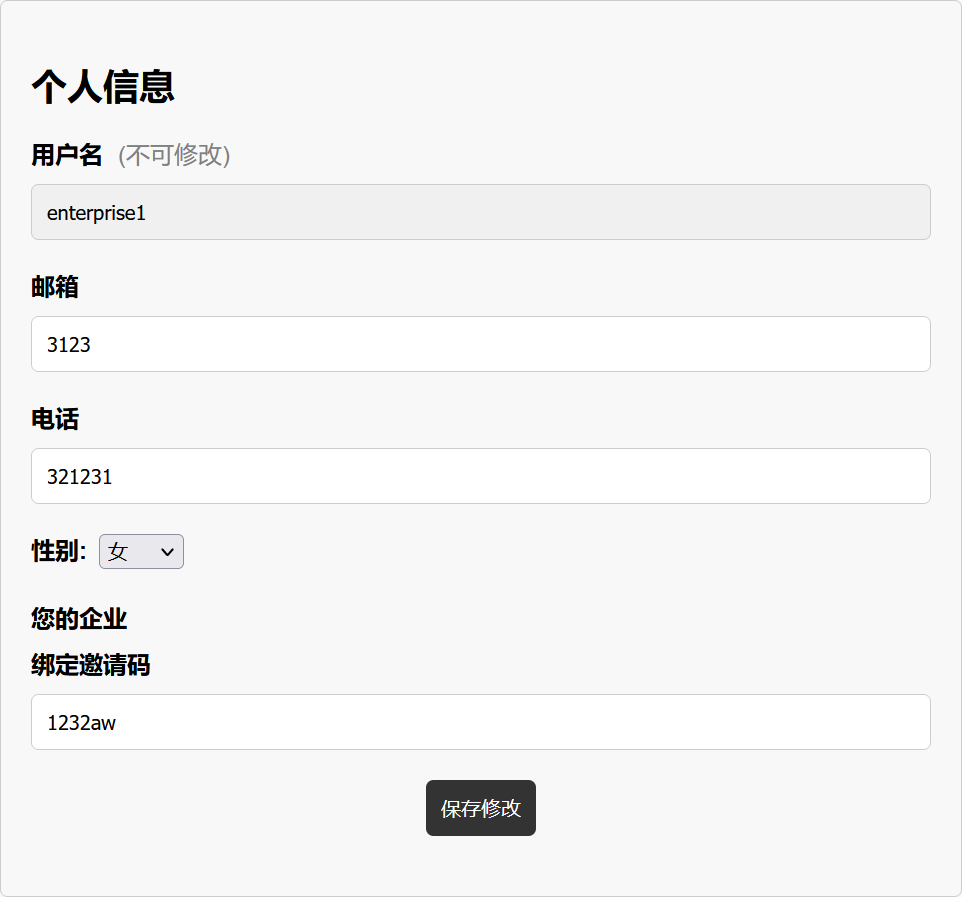 个人信息
用户名 (不可修改)
enterprise1
邮箱
3123
电话
321231
性别: 女
您的企业
绑定邀请码
1232aw
保存修改